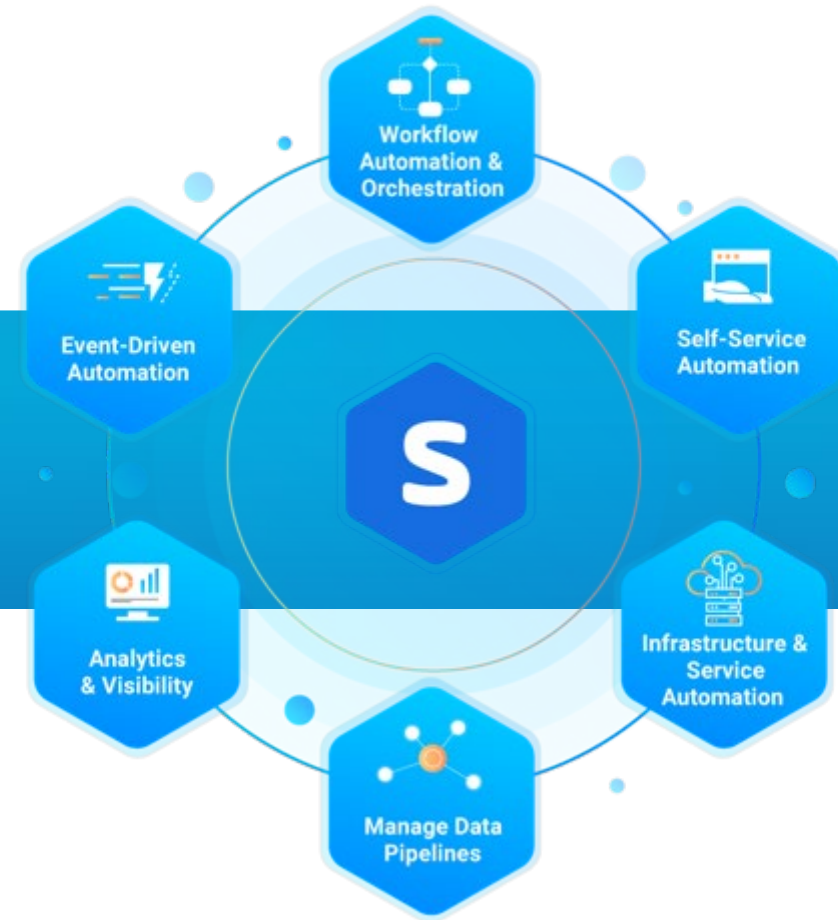 Workflow
Automation &
Orchestration
Event-Driven
Automation
Self-Service
Automation
S
Analytics
& Visibility
Infrastructure &
Service
Automation
Manage Data
Pipelines